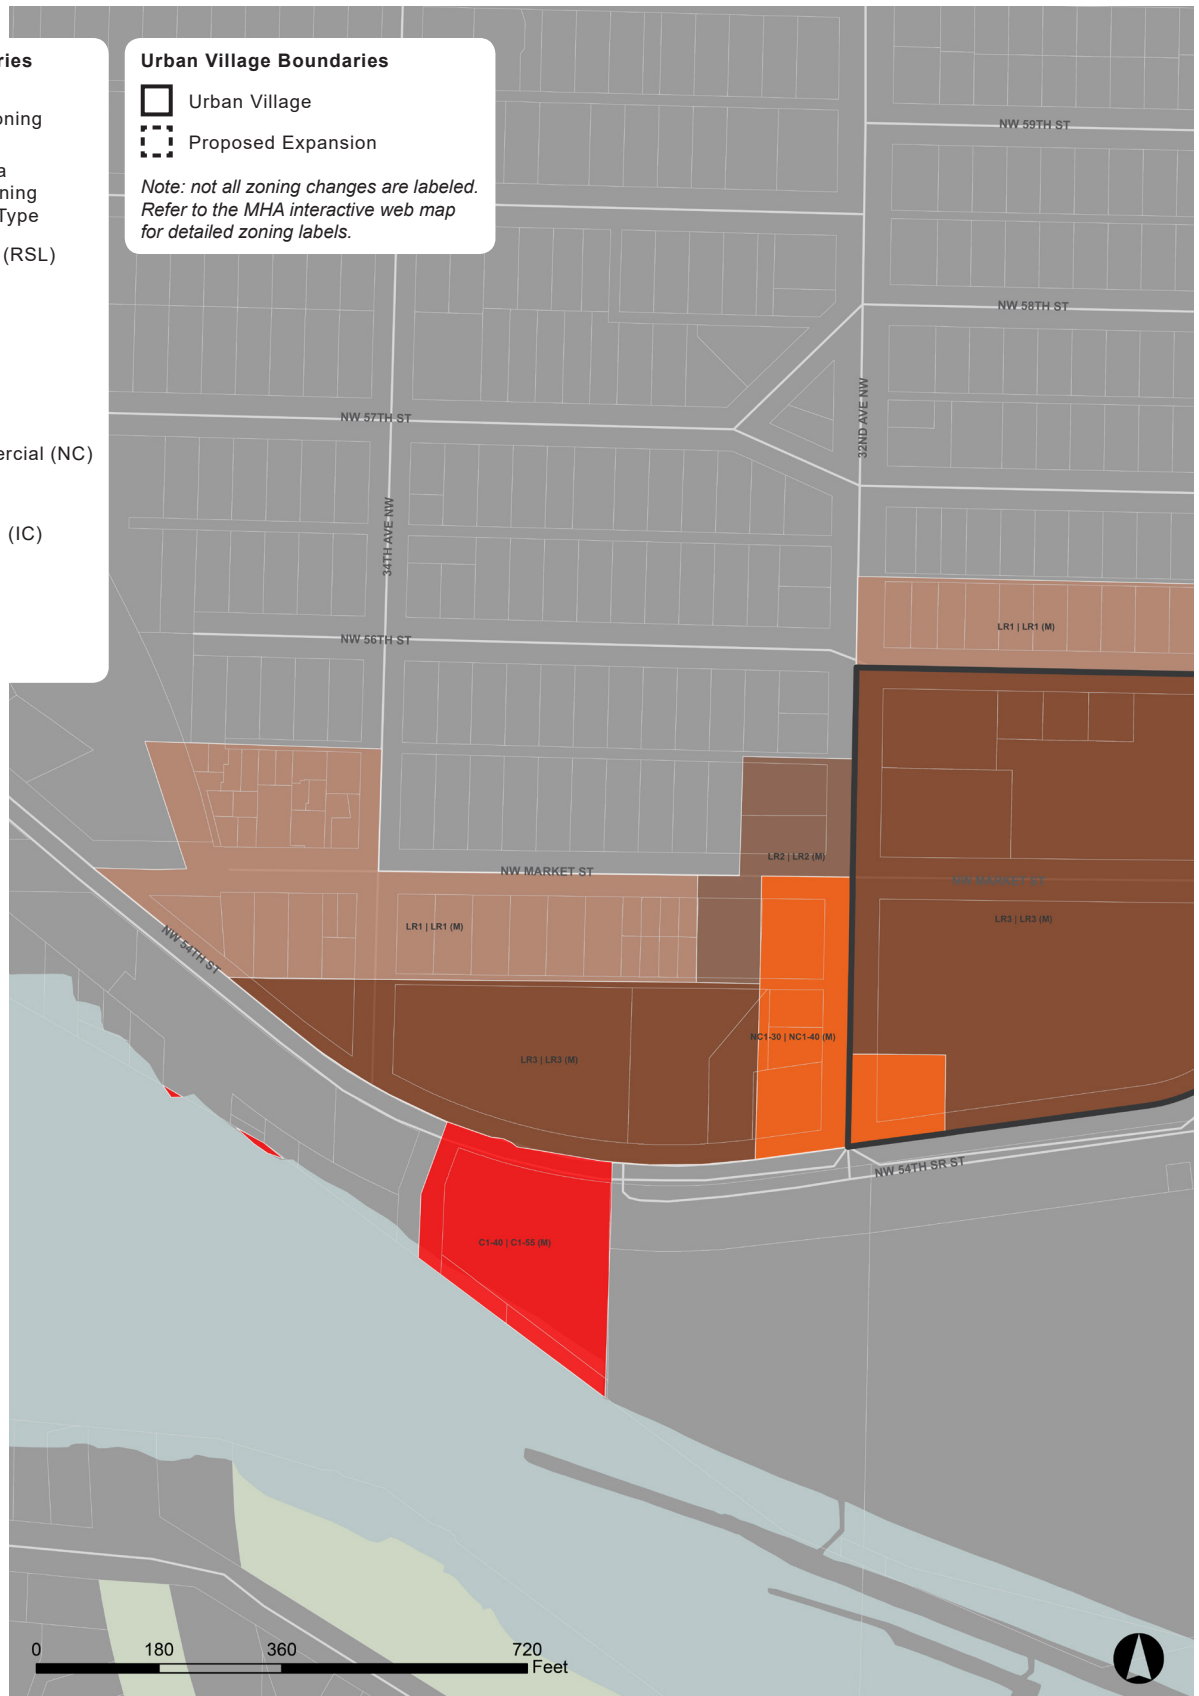 ries
oning
a
ning
Type
(RSL)
ercial (NC)
(IC)
Urban Village Boundaries
Urban Village
Proposed Expansion
Note: not all zoning changes are labeled.
Refer to the MHA interactive web map
for detailed zoning labels.
NW 59TH ST
NW 58TH ST
NW 57TH ST
32ND AVE NW
34TH AVE NW
NW 56TH ST
LR1 | LR1 (M)
LR2 | LR2 (M)
NW MARKET ST
NW MARKET ST
LR3 | LR3 (M)
LR1 | LR1 (M)
NW 54TH ST
NC1-30 | NC1-40 (M)
LR3 | LR3 (M)
NW 54TH SR ST
C1-40 | C1-55 (M)
0 180 360 720
Feet